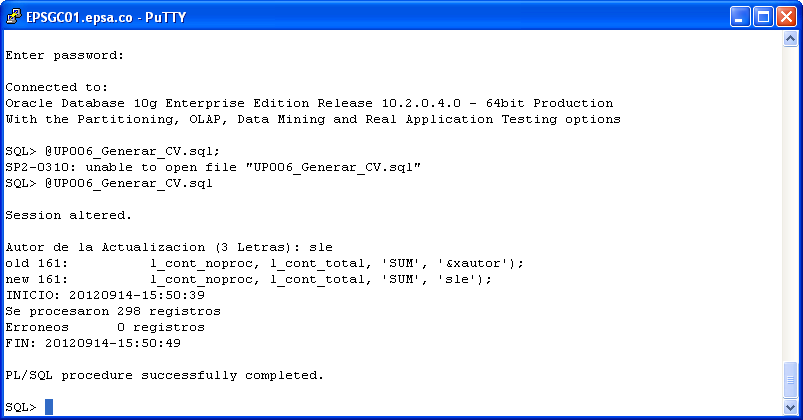 EPSGC01.epsa.co - PuTTY
Enter password:
Connected to:
Oracle Database 10g Enterprise Edition Release 10.2.0.4.0 - 64bit Production
With the Partitioning, OLAP, Data Mining and Real Application Testing options
SQL> @UP006_Generar_CV.sql;
SP2-0310: unable to open file "UP006_Generar_CV.sql"
SQL> @UP006_Generar_CV.sql
Session altered.
Autor de la Actualizacion (3 Letras): sle
old 161:          l_cont_noproc, l_cont_total, 'SUM', '&xautor');
new 161:          l_cont_noproc, l_cont_total, 'SUM', 'sle');
INICIO: 20120914-15:50:39
Se procesaron 298 registros
Erroneos      0 registros
FIN: 20120914-15:50:49
PL/SQL procedure successfully completed.
SQL>